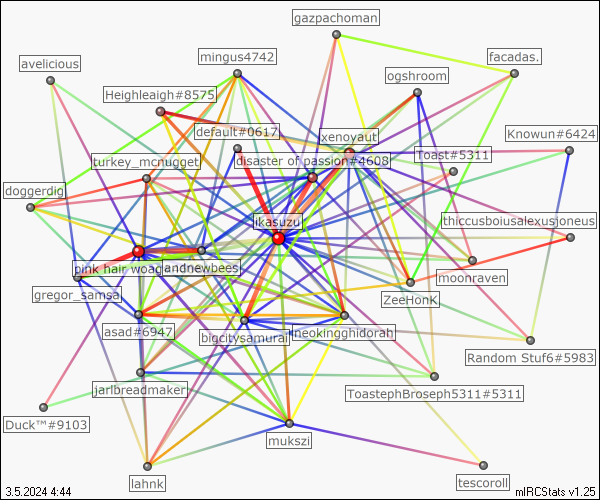 gazpachoman
avelicious
mingus4742
facadas.
ogshroom
Heighleigh#8575
default#0617
xenoyaut
Knowun#6424
turkey_mcnugget
disaster of passion#4608
Toast#5311
doggerdig
ikasuzu
thiccusboiusalexusjoneus
pink hair woaga
andnewbees
moonraven
gregor_samsa
ZeeHonK
asad#6947
bigcitysamurai
neokingghidorah
Random Stuf6#5983
jarlbreadmaker
ToastephBroseph5311#5311
Duck™#9103
mukszi
lahnk
tescoroll
3.5.2024 4:44
mIRCStats v1.25